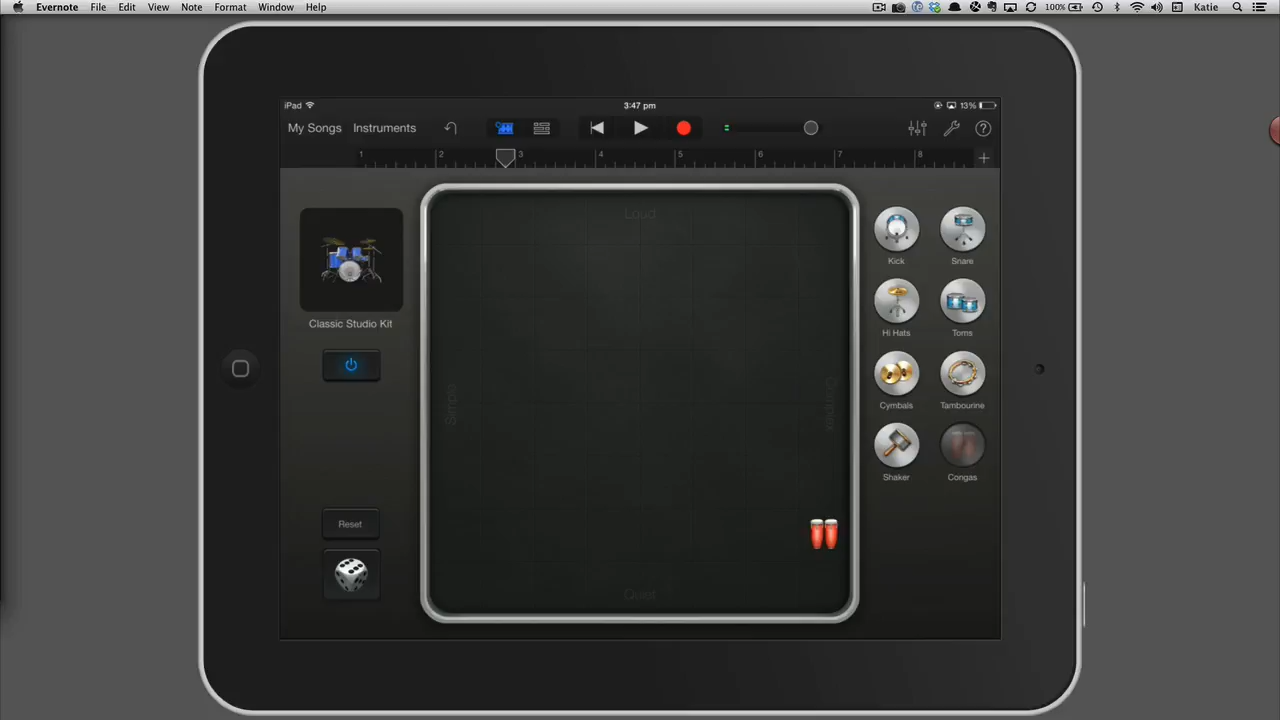 Evernote File Edit View Note Format Window Help 100% Katie
iPad 3:47 pm 13%
My Songs Instruments
1 2 3 4 5 6 7 8
Loud
Kick Snare
Classic Studio Kit
Hi Hats Toms
Simple Complex
Cymbals Tambourine
Shaker Congas
Reset
Quiet